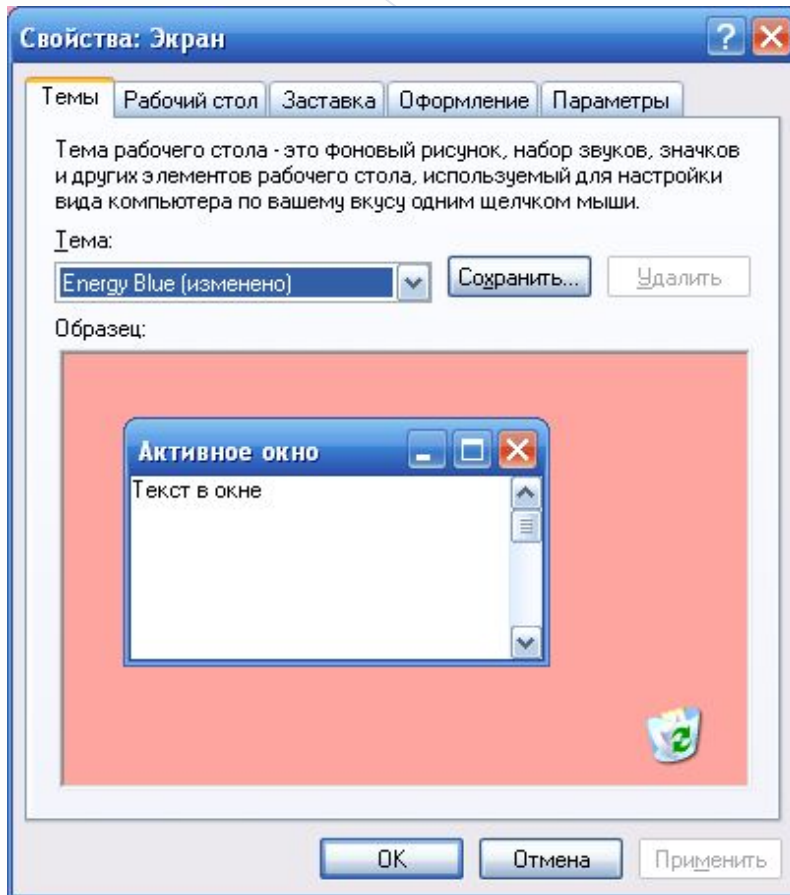 Свойства: Экран
Темы Рабочий стол Заставка Оформление Параметры
Тема рабочего стола - это фоновый рисунок, набор звуков, значков
и других элементов рабочего стола, используемый для настройки
вида компьютера по вашему вкусу одним щелчком мыши.
Тема:
Energy Blue (изменено) Сохранить... Удалить
Образец:
Активное окно
Текст в окне
OK Отмена Применить